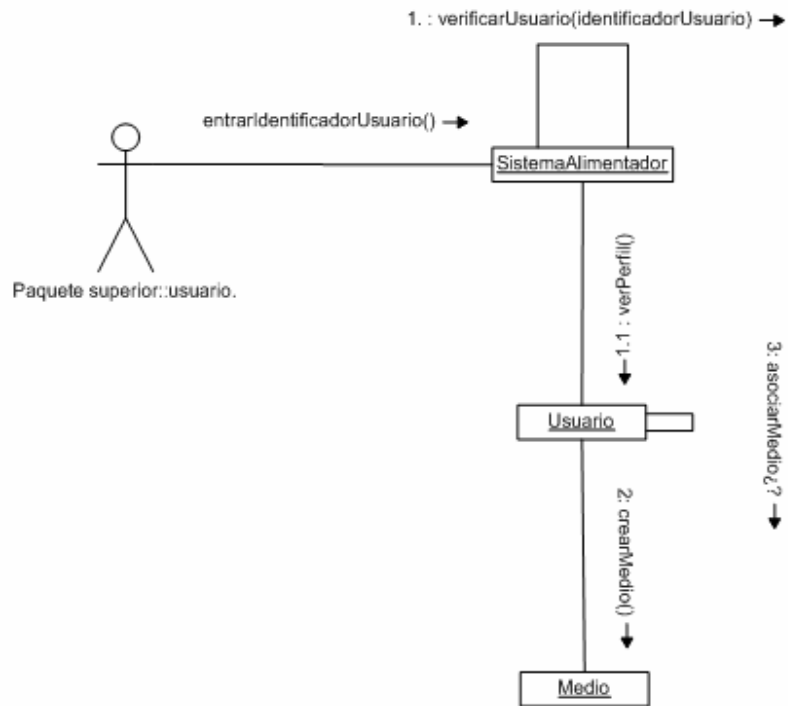 1. : verificarUsuario(identificadorUsuario)
entrarIdentificadorUsuario()
SistemaAlimentador
Paquete superior::usuario.
1.1 : verPerfil()
3: asociarMedio¿?
Usuario
2: crearMedio()
Medio